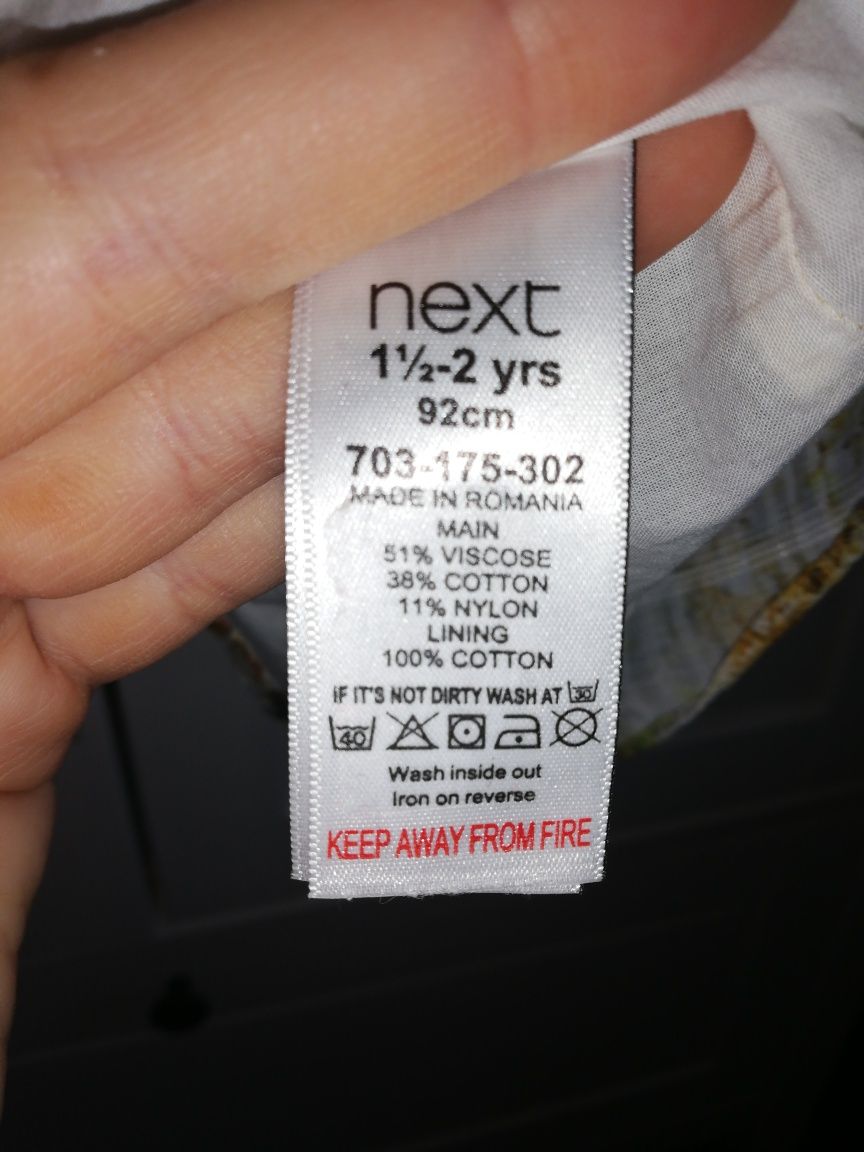 next
1½-2 yrs
92cm
703-175-302
MADE IN ROMANIA
MAIN
51% VISCOSE
38% COTTON
11% NYLON
LINING
100% COTTON
IF IT'S NOT DIRTY WASH AT 30
40
Wash inside out
Iron on reverse
KEEP AWAY FROM FIRE